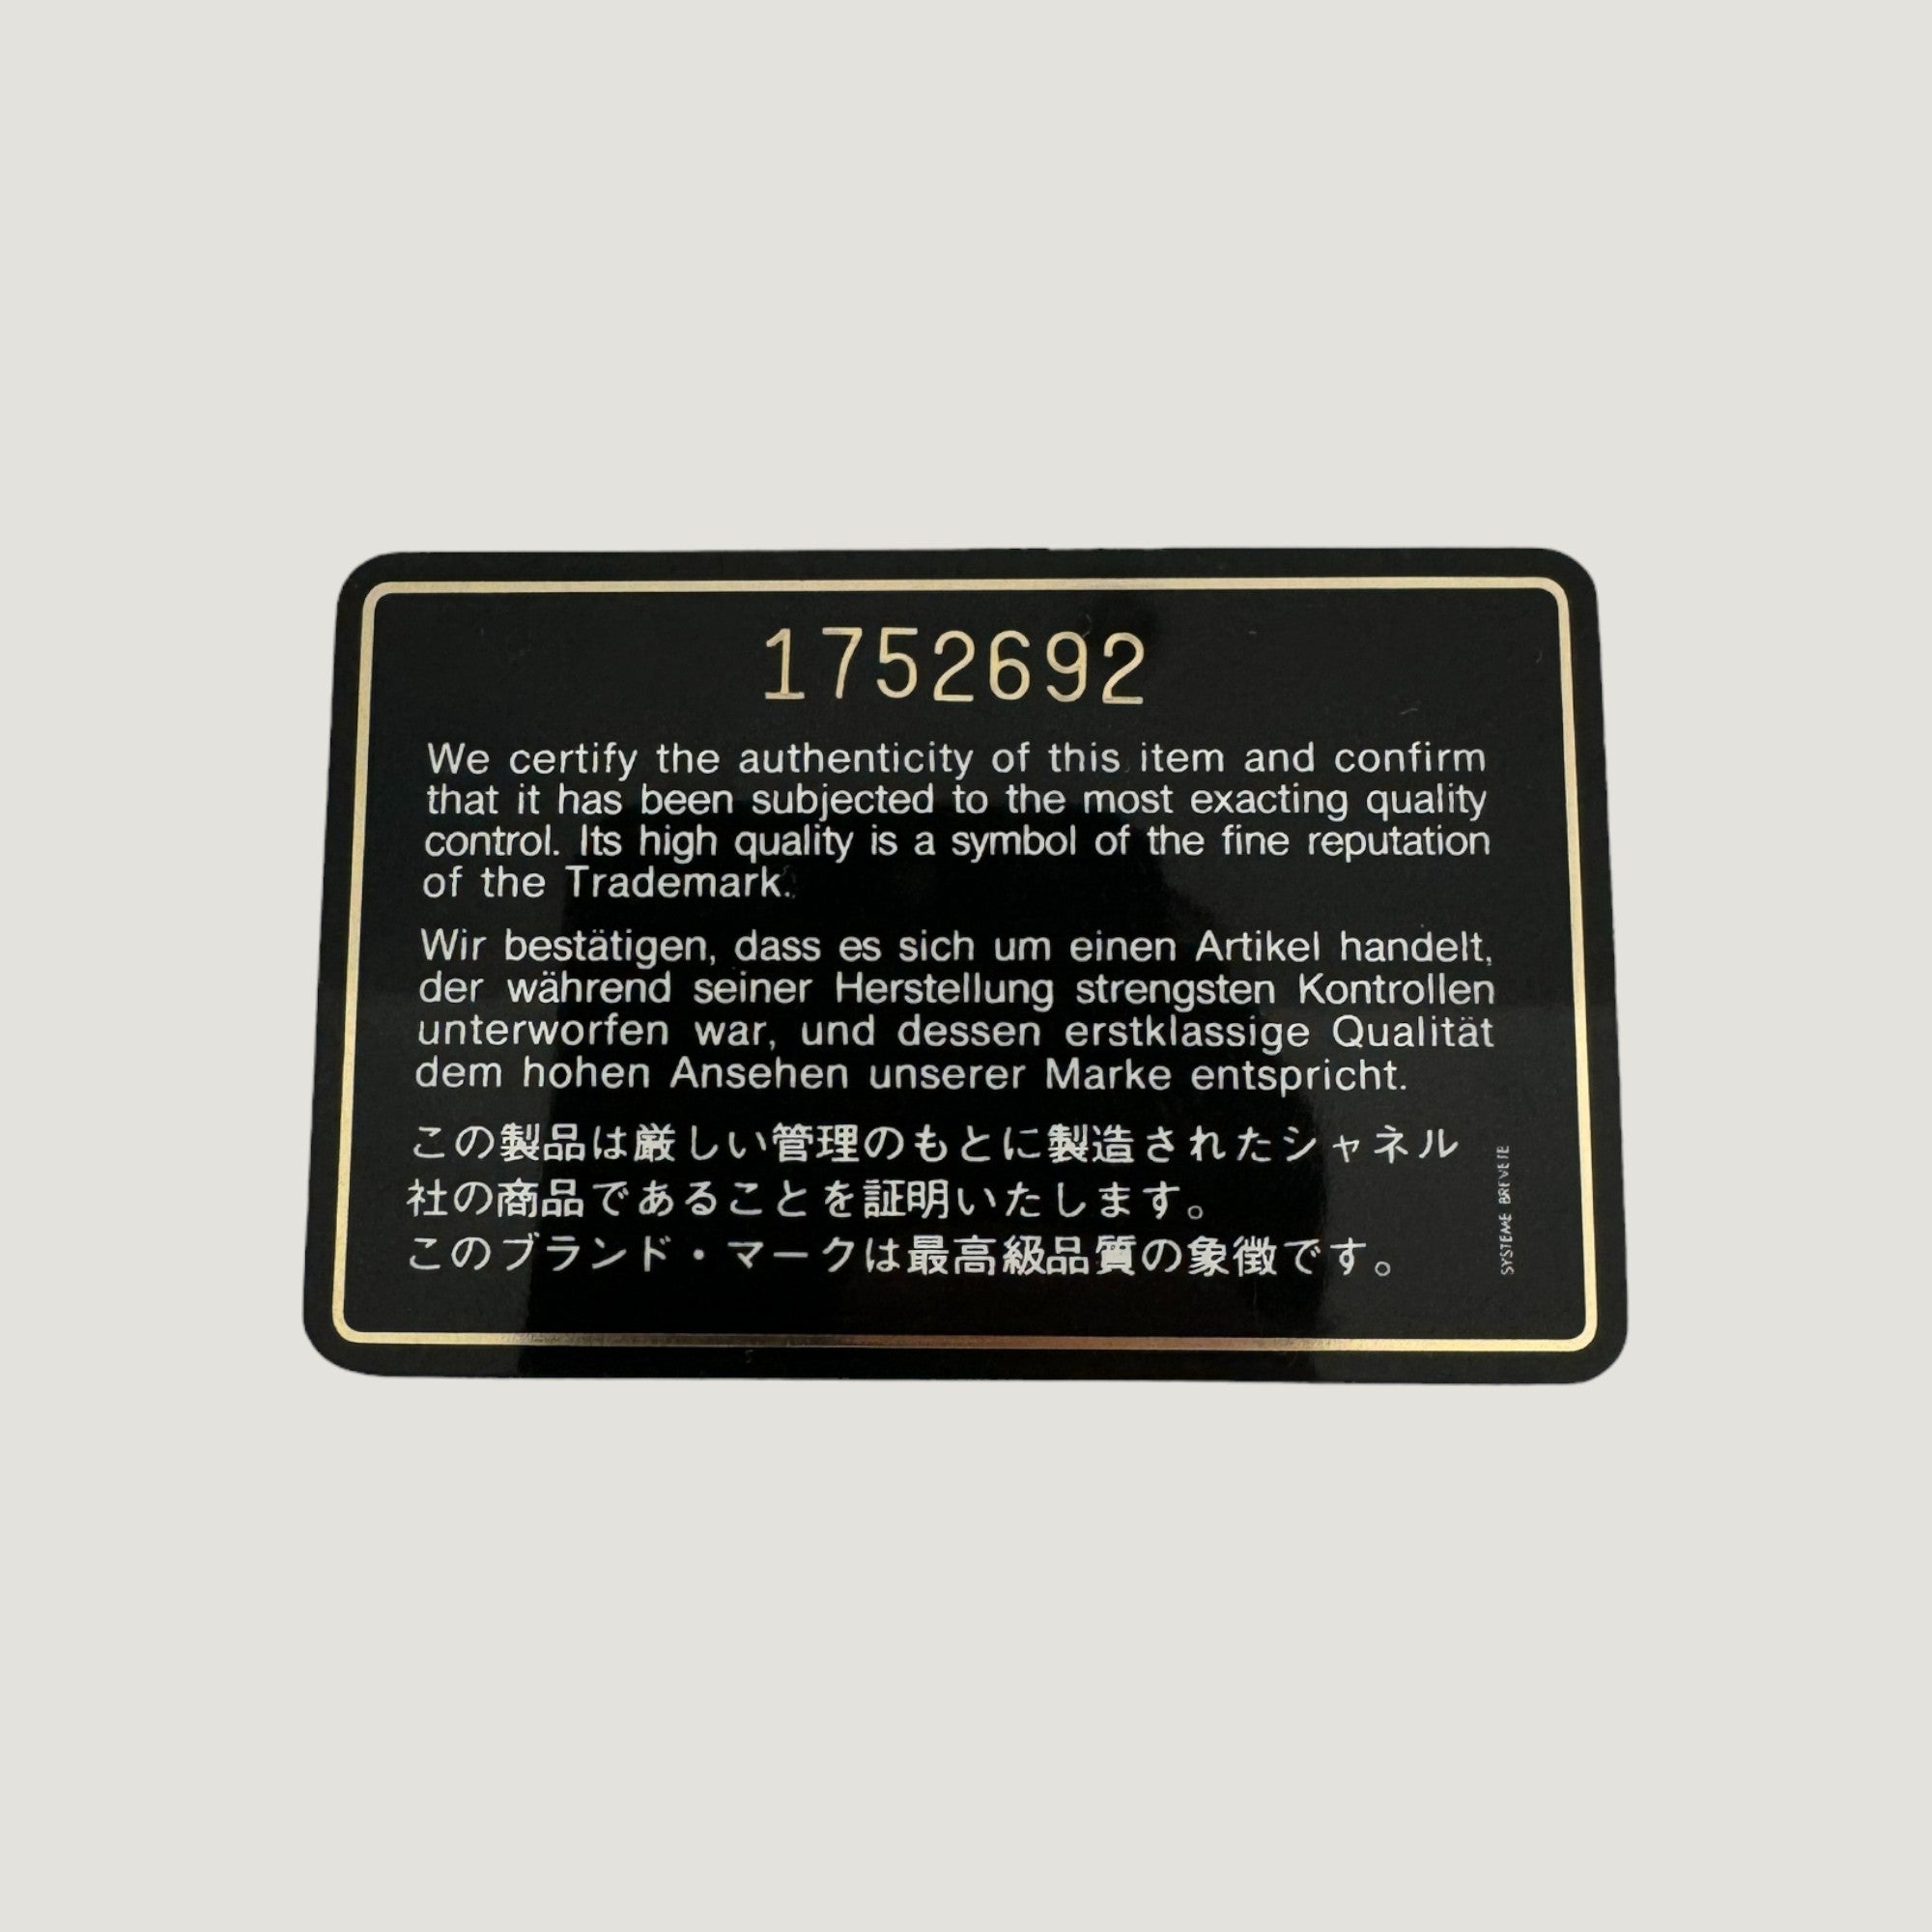 1752692
We certify the authenticity of this item and confirm
that it has been subjected to the most exacting quality
control. Its high quality is a symbol of the fine reputation
of the Trademark.
Wir bestätigen, dass es sich um einen Artikel handelt,
der während seiner Herstellung strengsten Kontrollen
unterworfen war, und dessen erstklassige Qualität
dem hohen Ansehen unserer Marke entspricht.
この製品は厳しい管理のもとに製造されたシャネル
社の商品であることを証明いたします。
このブランド・マークは最高級品質の象徴です。
SYSTEME BREVETE